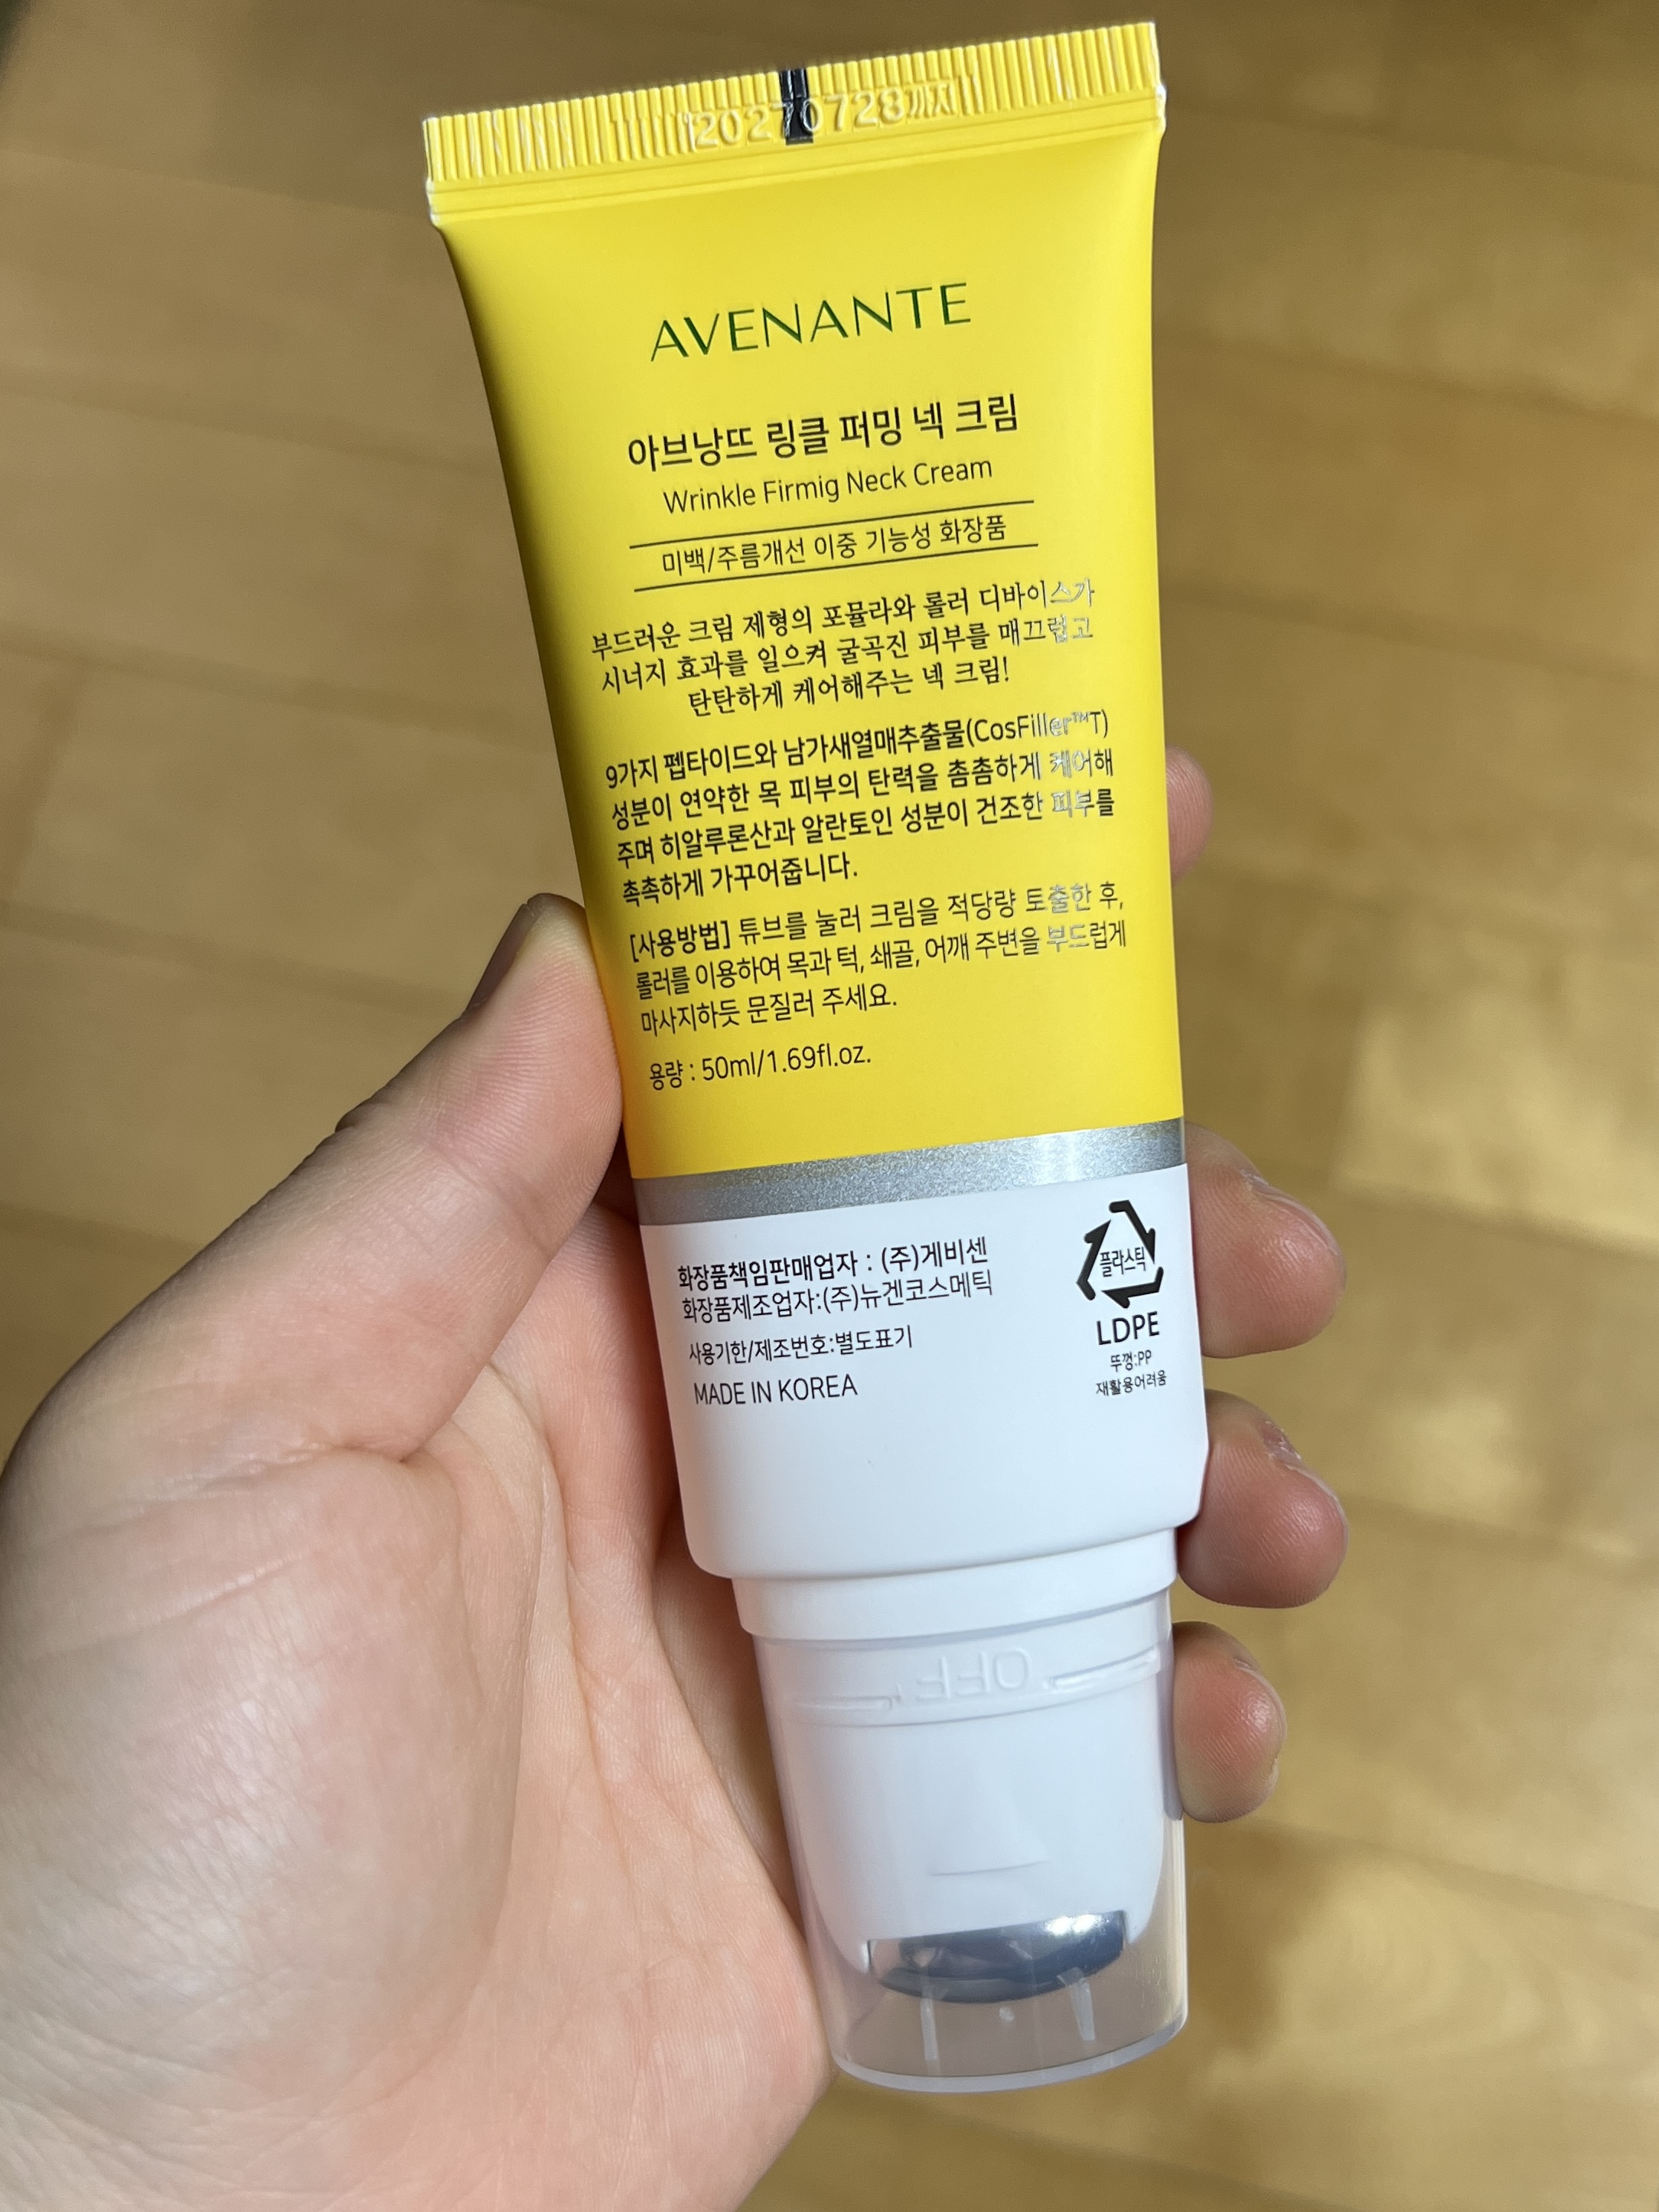 20270728까지
AVENANTE
아브낭뜨 링클 퍼밍 넥 크림
Wrinkle Firmig Neck Cream
미백/주름개선 이중 기능성 화장품
부드러운 크림 제형의 포뮬라와 롤러 디바이스가
시너지 효과를 일으켜 굴곡진 피부를 매끄럽고
탄탄하게 케어해주는 넥 크림!
9가지 펩타이드와 남가새열매추출물(CosFiller™T)
성분이 연약한 목 피부의 탄력을 촘촘하게 케어해
주며 히알루론산과 알란토인 성분이 건조한 피부를
촉촉하게 가꾸어줍니다.
[사용방법] 튜브를 눌러 크림을 적당량 토출한 후,
롤러를 이용하여 목과 턱, 쇄골, 어깨 주변을 부드럽게
마사지하듯 문질러 주세요.
용량 : 50ml/1.69fl.oz.
화장품책임판매업자 : (주)게비센
화장품제조업자:(주)뉴겐코스메틱
사용기한/제조번호:별도표기
MADE IN KOREA
플라스틱
LDPE
뚜껑:PP
재활용어려움
OFF